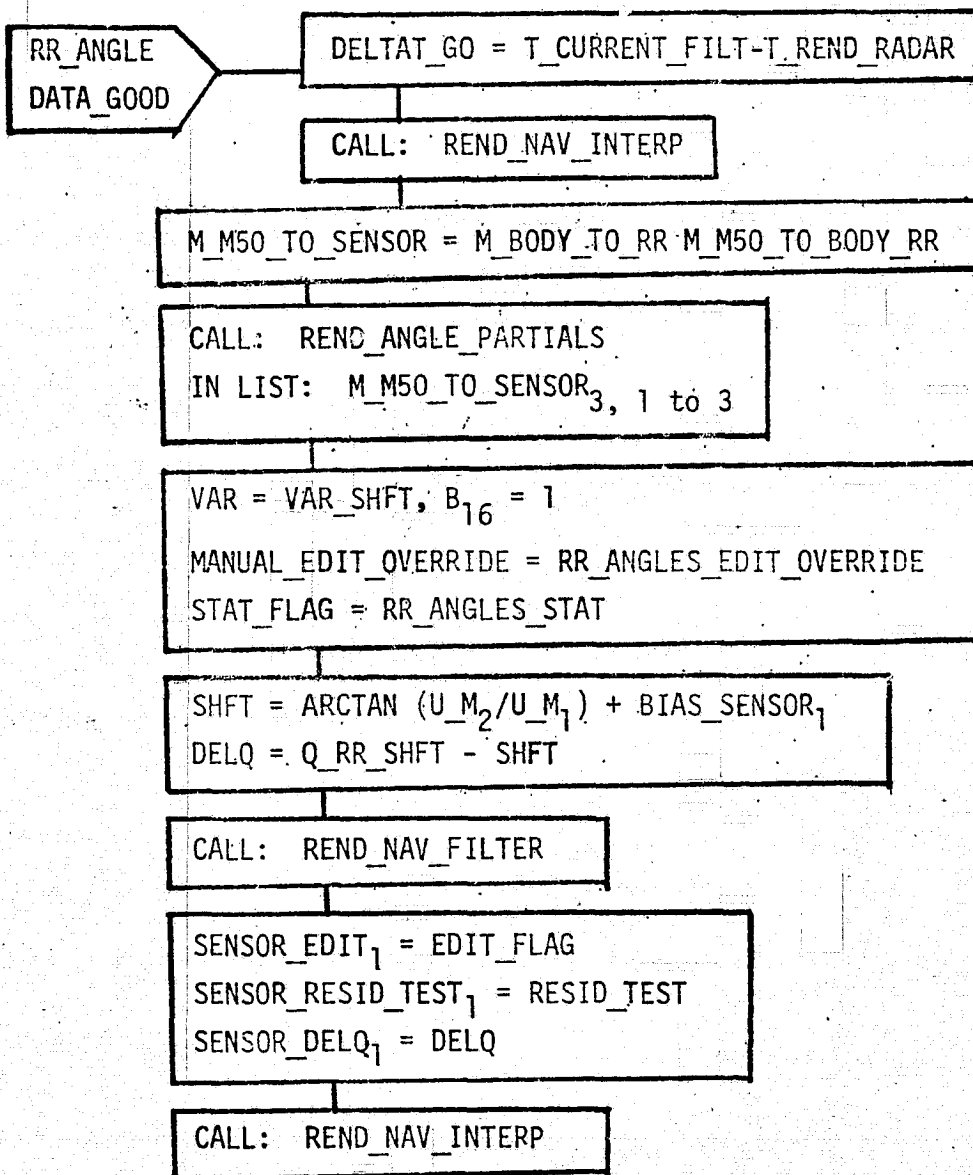 RR_ANGLE
DATA_GOOD
DELTAT_GO = T_CURRENT_FILT-T_REND_RADAR
CALL: REND_NAV_INTERP
M_M50_TO_SENSOR = M_BODY_TO_RR M_M50_TO_BODY_RR
CALL: REND_ANGLE_PARTIALS
IN LIST: M_M50_TO_SENSOR3, 1 to 3
VAR = VAR_SHFT, B16 = 1
MANUAL_EDIT_OVERRIDE = RR_ANGLES_EDIT_OVERRIDE
STAT_FLAG = RR_ANGLES_STAT
SHFT = ARCTAN (U_M2/U_M1) + BIAS_SENSOR1
DELQ = Q_RR_SHFT - SHFT
CALL: REND_NAV_FILTER
SENSOR_EDIT1 = EDIT_FLAG
SENSOR_RESID_TEST1 = RESID_TEST
SENSOR_DELQ1 = DELQ
CALL: REND_NAV_INTERP